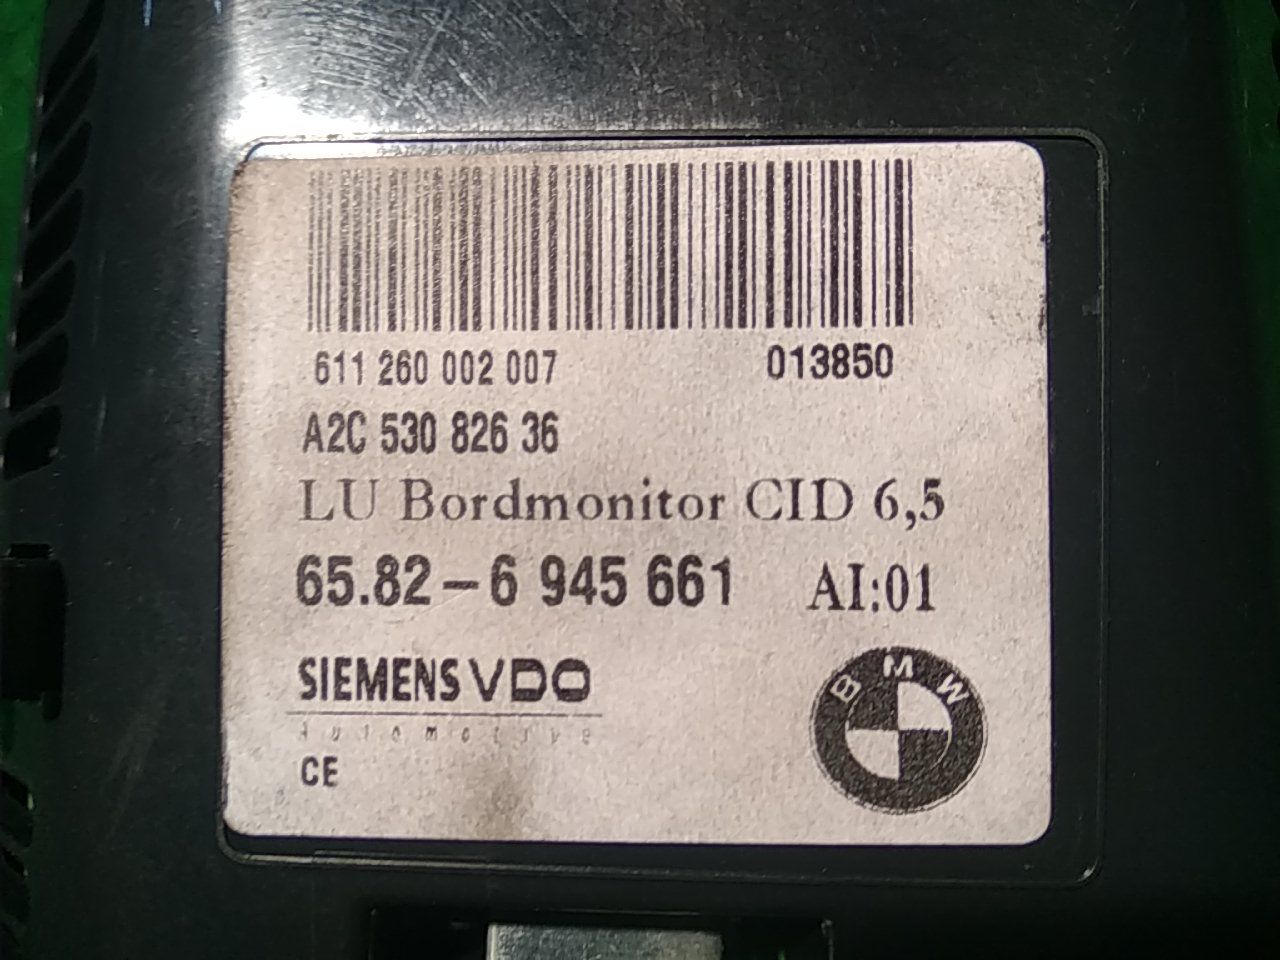 611 260 002 007 013850
A2C 530 826 36
LU Bordmonitor CID 6,5
65.82-6 945 661 AI:01
SIEMENS VDO
Automotive
CE
BMW